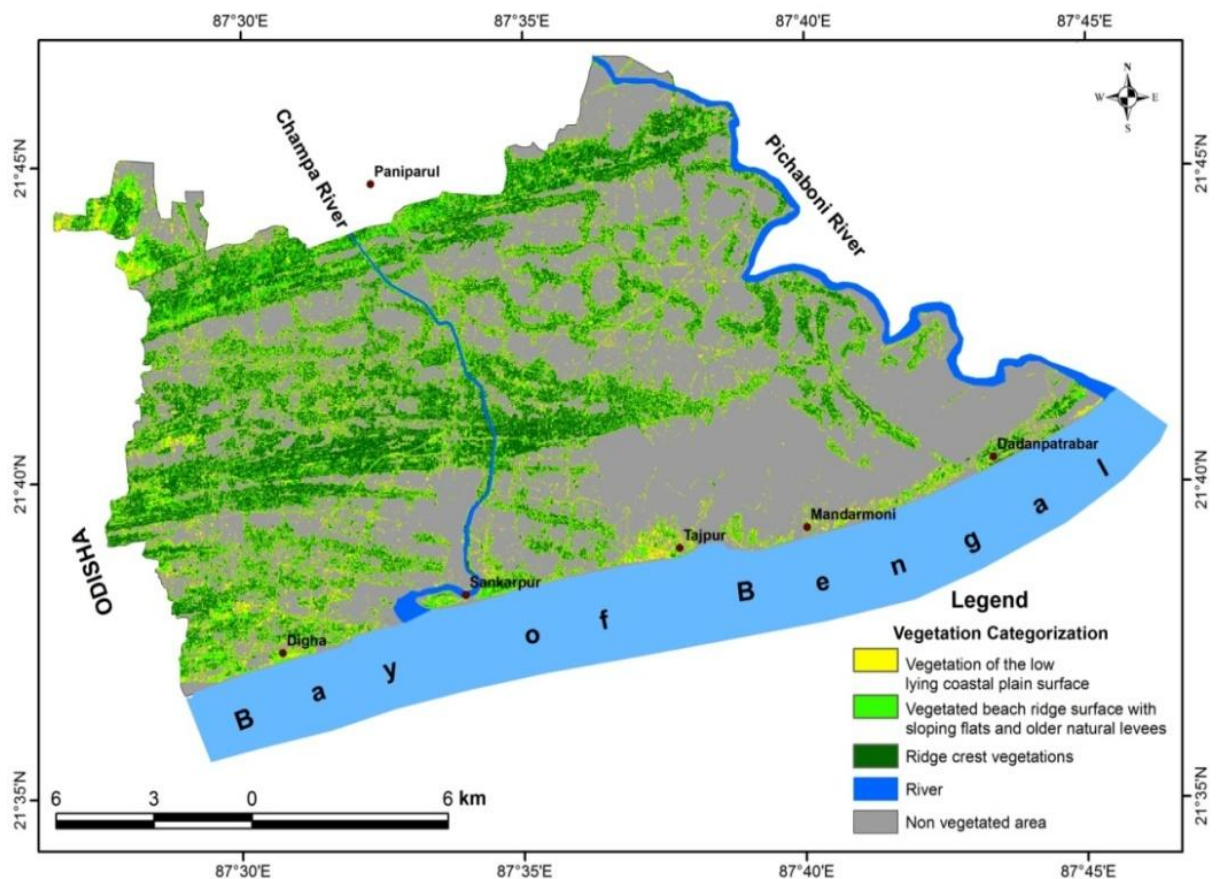 87°30'E 87°35'E 87°40'E 87°45'E
N
W E
S
21°45'N
21°45'N
Champa River
Paniparul
Pichaboni River
21°40'N
21°40'N
ODISHA
Dadanpatrabar
Mandarmoni
Tajpur
Sankarpur
Digha
Bay of Bengal
Legend
Vegetation Categorization
Vegetation of the low
lying coastal plain surface
Vegetated beach ridge surface with
sloping flats and older natural levees
Ridge crest vegetations
River
Non vegetated area
21°35'N
21°35'N
6 3 0 6 km
87°30'E 87°35'E 87°40'E 87°45'E